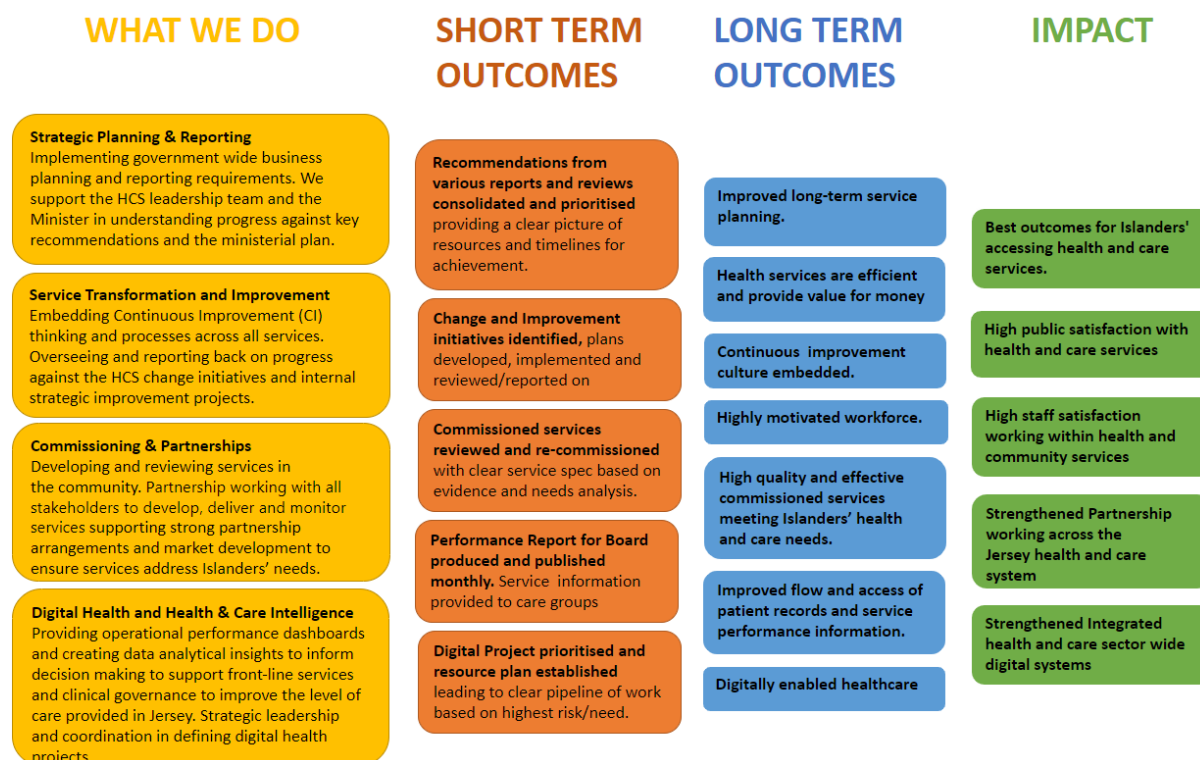 WHAT WE DO
Strategic Planning & Reporting
Implementing government wide business
planning and reporting requirements. We
support the HCS leadership team and the
Minister in understanding progress against key
recommendations and the ministerial plan.
Service Transformation and Improvement
Embedding Continuous Improvement (CI)
thinking and processes across all services.
Overseeing and reporting back on progress
against the HCS change initiatives and internal
strategic improvement projects.
Commissioning & Partnerships
Developing and reviewing services in
the community. Partnership working with all
stakeholders to develop, deliver and monitor
services supporting strong partnership
arrangements and market development to
ensure services address Islanders’ needs.
Digital Health and Health & Care Intelligence
Providing operational performance dashboards
and creating data analytical insights to inform
decision making to support front-line services
and clinical governance to improve the level of
care provided in Jersey. Strategic leadership
and coordination in defining digital health
projects
SHORT TERM
OUTCOMES
Recommendations from
various reports and reviews
consolidated and prioritised
providing a clear picture of
resources and timelines for
achievement.
Change and Improvement
initiatives identified, plans
developed, implemented and
reviewed/reported on
Commissioned services
reviewed and re-commissioned
with clear service spec based on
evidence and needs analysis.
Performance Report for Board
produced and published
monthly. Service information
provided to care groups
Digital Project prioritised and
resource plan established
leading to clear pipeline of work
based on highest risk/need.
LONG TERM
OUTCOMES
Improved long-term service
planning.
Health services are efficient
and provide value for money
Continuous improvement
culture embedded.
Highly motivated workforce.
High quality and effective
commissioned services
meeting Islanders’ health
and care needs.
Improved flow and access of
patient records and service
performance information.
Digitally enabled healthcare
IMPACT
Best outcomes for Islanders'
accessing health and care
services.
High public satisfaction with
health and care services
High staff satisfaction
working within health and
community services
Strengthened Partnership
working across the
Jersey health and care
system
Strengthened Integrated
health and care sector wide
digital systems